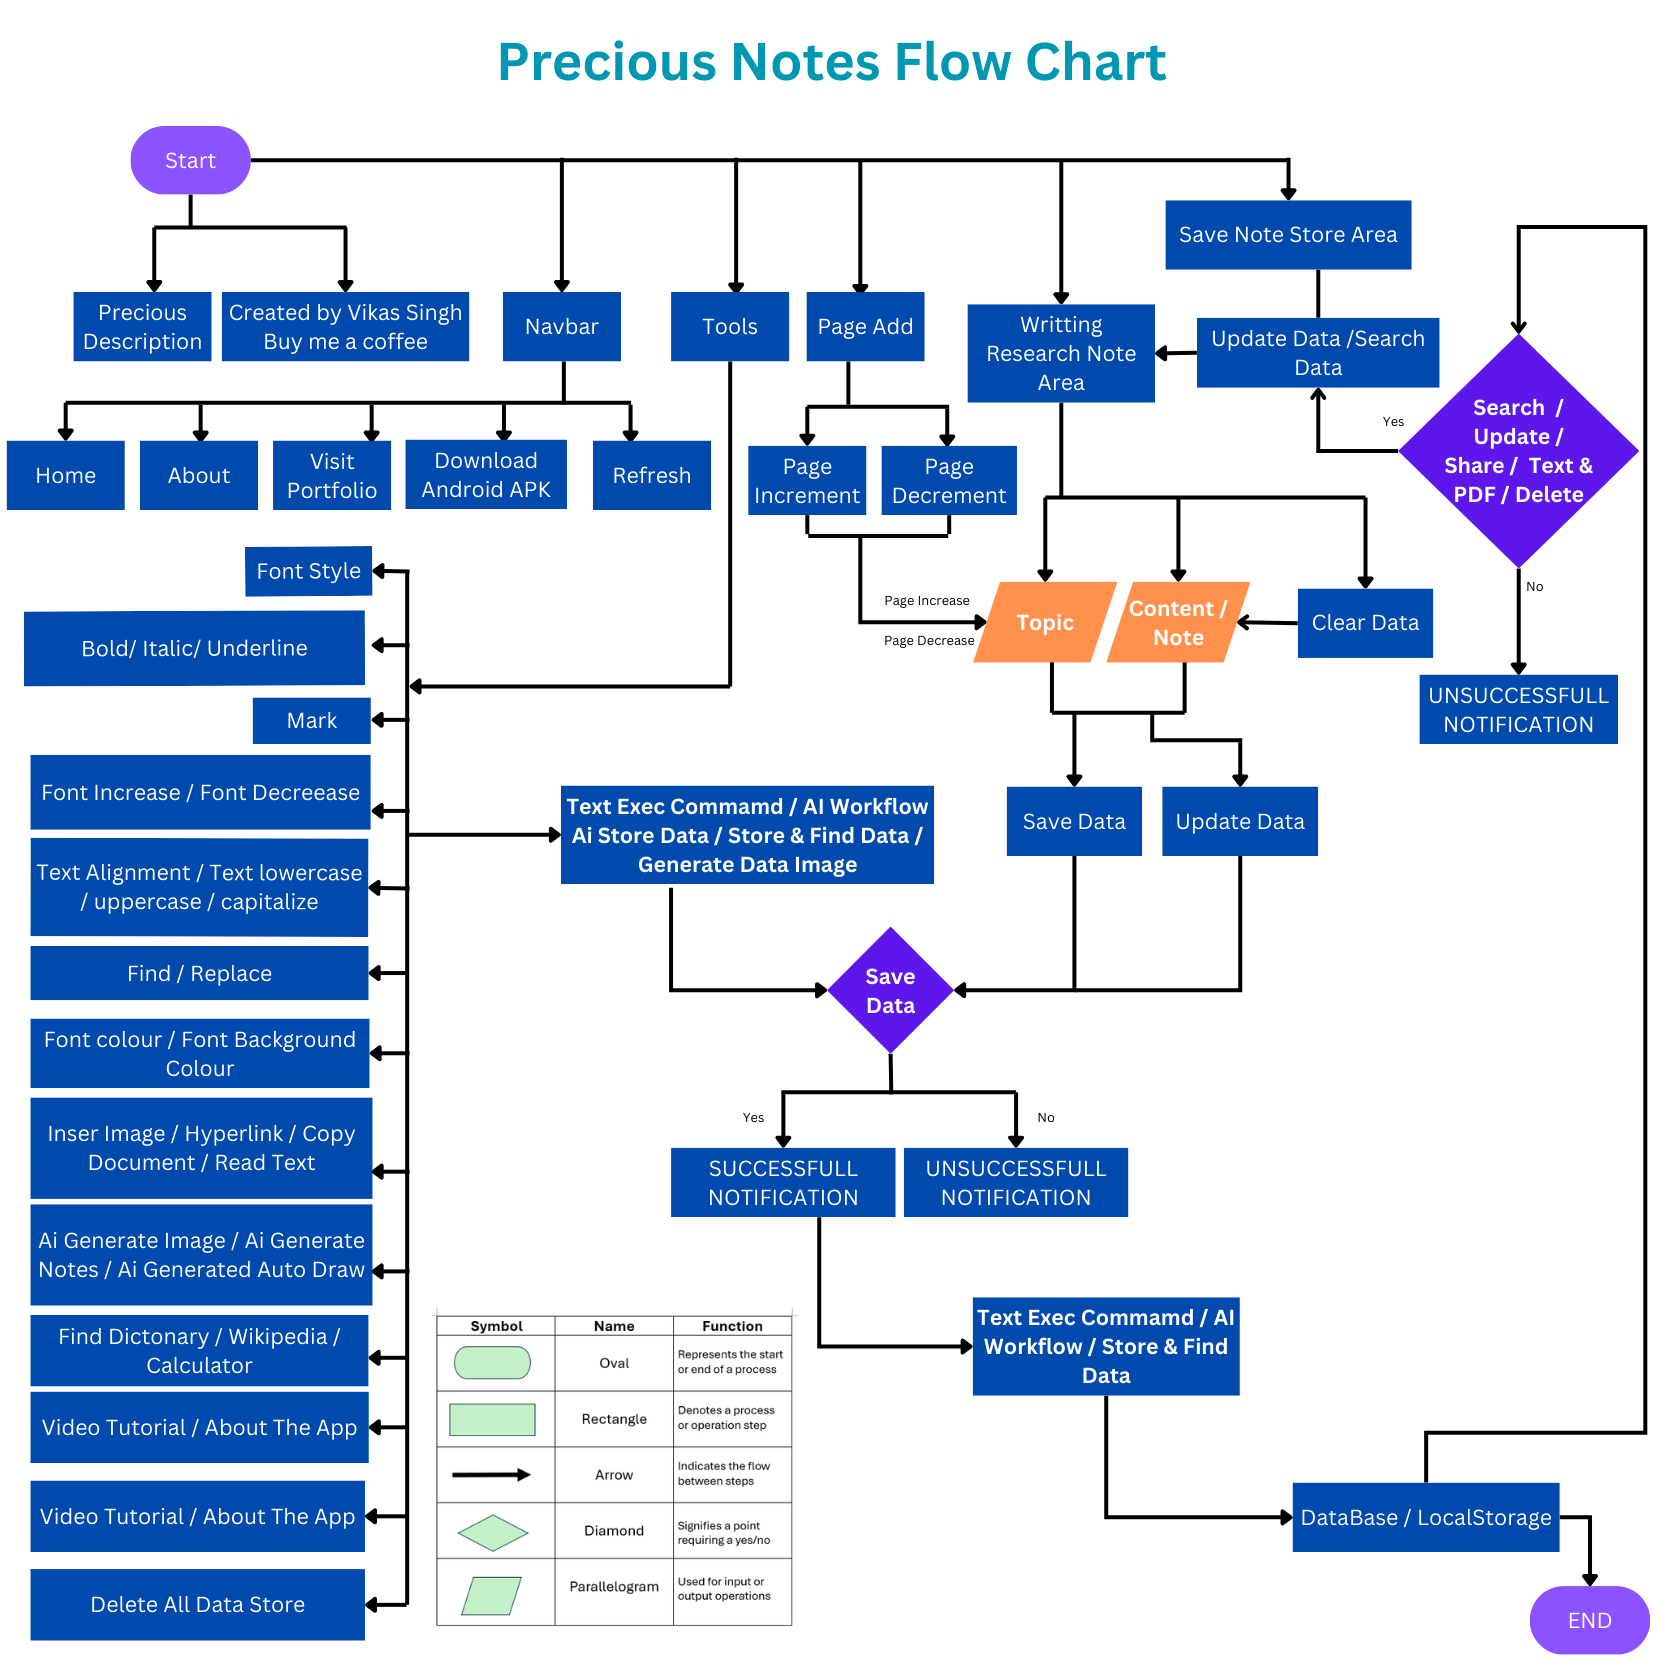 Precious Notes Flow Chart
Start
Save Note Store Area
Precious
Description
Created by Vikas Singh
Buy me a coffee
Navbar
Tools
Page Add
Writting
Research Note
Area
Update Data /Search
Data
Search /
Update /
Share / Text &
PDF / Delete
Yes
No
Home
About
Visit
Portfolio
Download
Android APK
Refresh
Page
Increment
Page
Decrement
Page Increase
Page Decrease
Topic
Content /
Note
Clear Data
UNSUCCESSFULL
NOTIFICATION
Font Style
Bold/ Italic/ Underline
Mark
Font Increase / Font Decreease
Text Alignment / Text lowercase
/ uppercase / capitalize
Find / Replace
Font colour / Font Background
Colour
Inser Image / Hyperlink / Copy
Document / Read Text
Ai Generate Image / Ai Generate
Notes / Ai Generated Auto Draw
Find Dictonary / Wikipedia /
Calculator
Video Tutorial / About The App
Video Tutorial / About The App
Delete All Data Store
Text Exec Commamd / AI Workflow
Ai Store Data / Store & Find Data /
Generate Data Image
Save Data
Update Data
Save
Data
Yes
No
SUCCESSFULL
NOTIFICATION
UNSUCCESSFULL
NOTIFICATION
Text Exec Commamd / AI
Workflow / Store & Find
Data
DataBase / LocalStorage
END
Symbol Name Function
Oval
Represents the start
or end of a process
Rectangle
Denotes a process
or operation step
Arrow
Indicates the flow
between steps
Diamond
Signifies a point
requiring a yes/no
Parallelogram
Used for input or
output operations